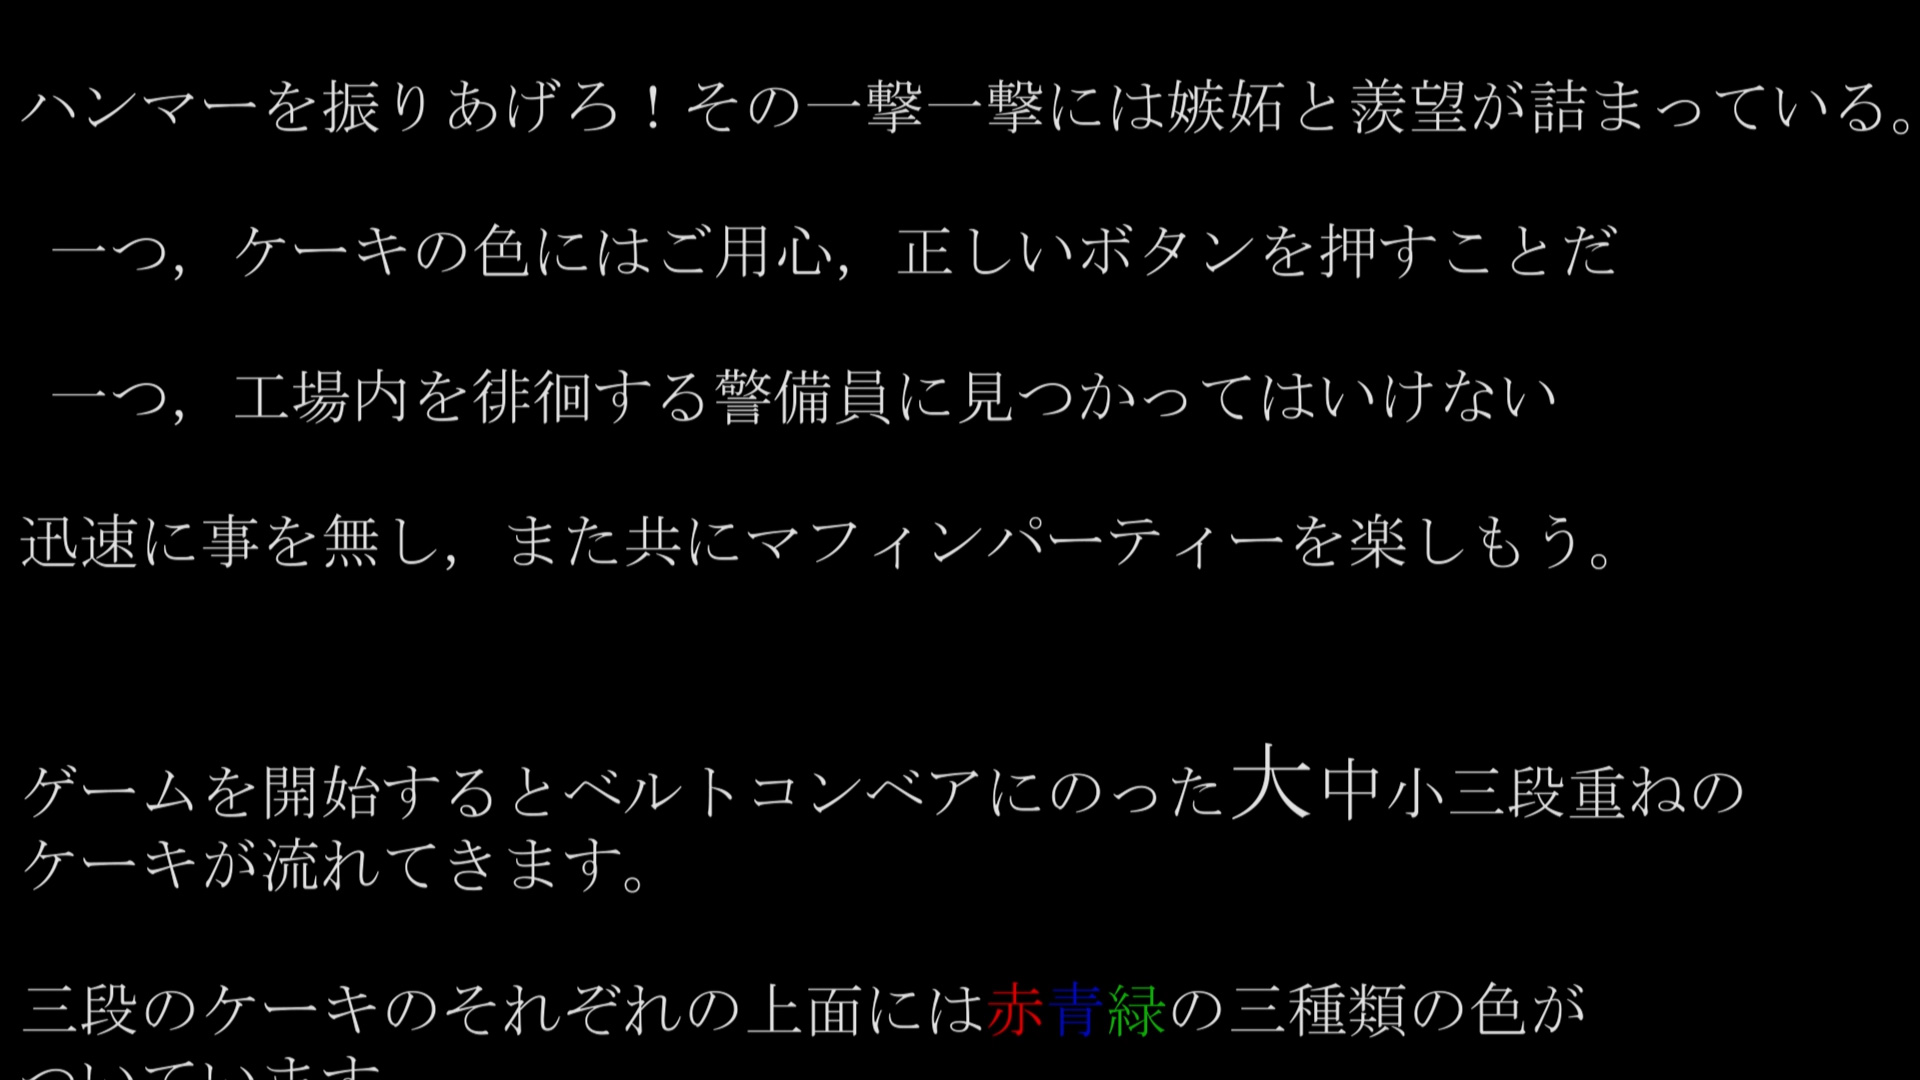 ハンマーを振りあげろ！その一撃一撃には嫉妬と羨望が詰まっている。
一つ，ケーキの色にはご用心，正しいボタンを押すことだ
一つ，工場内を徘徊する警備員に見つかってはいけない
迅速に事を無し，また共にマフィンパーティーを楽しもう。
ゲームを開始するとベルトコンベアにのった大中小三段重ねの
ケーキが流れてきます。
三段のケーキのそれぞれの上面には赤青緑の三種類の色が
ついています